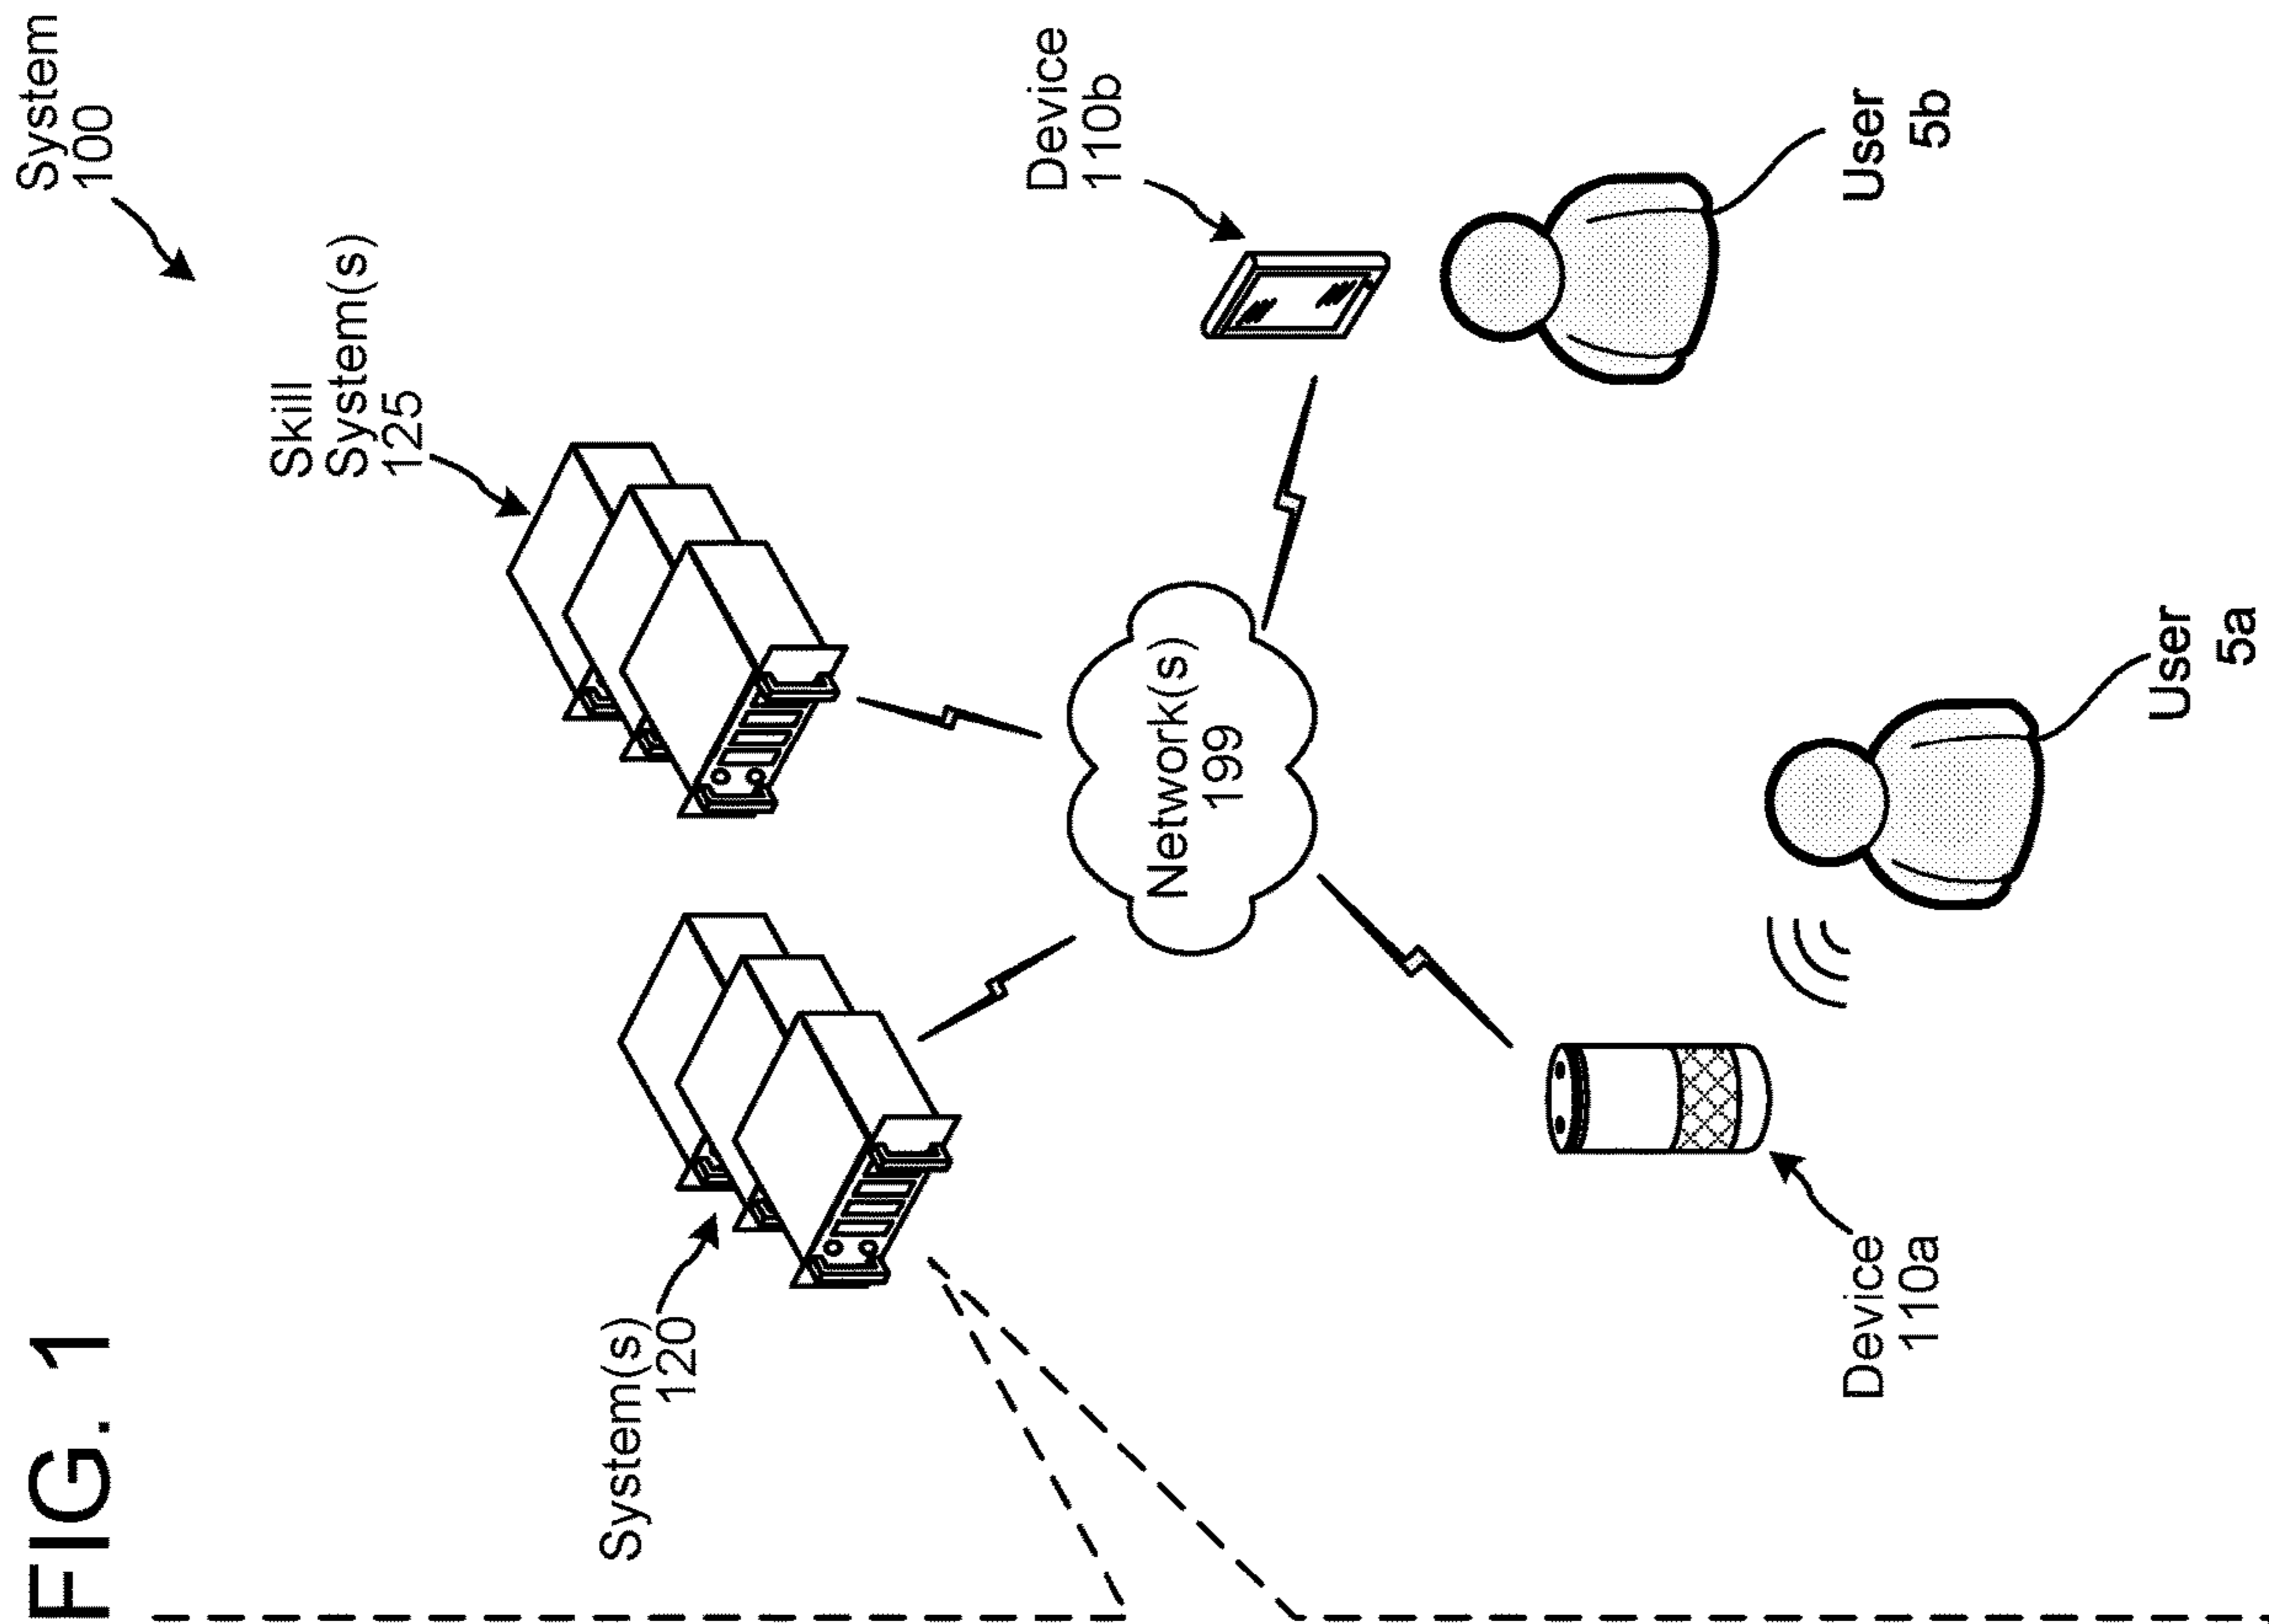 FIG. 1
System
100
Skill
System(s)
125
System(s)
120
Device
110b
Network(s)
199
User
5b
Device
110a
User
5a